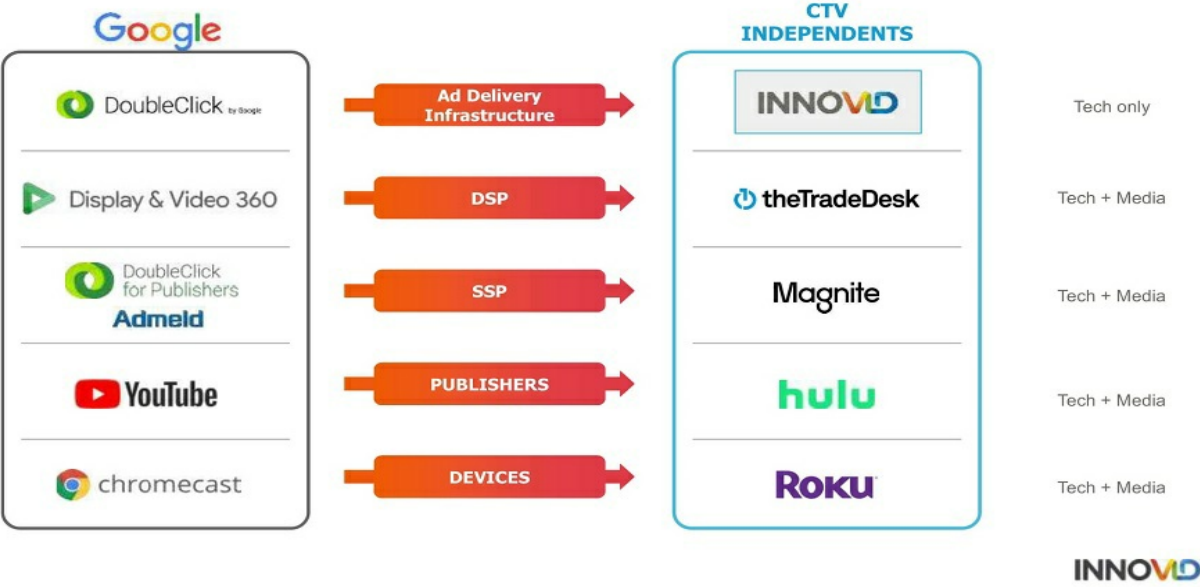 Google
CTV
INDEPENDENTS
DoubleClick by Google
Ad Delivery
Infrastructure
INNOVID
Tech only
Display & Video 360
DSP
theTradeDesk
Tech + Media
DoubleClick
for Publishers
Admeld
SSP
Magnite
Tech + Media
YouTube
PUBLISHERS
hulu
Tech + Media
chromecast
DEVICES
ROKU
Tech + Media
INNOVID